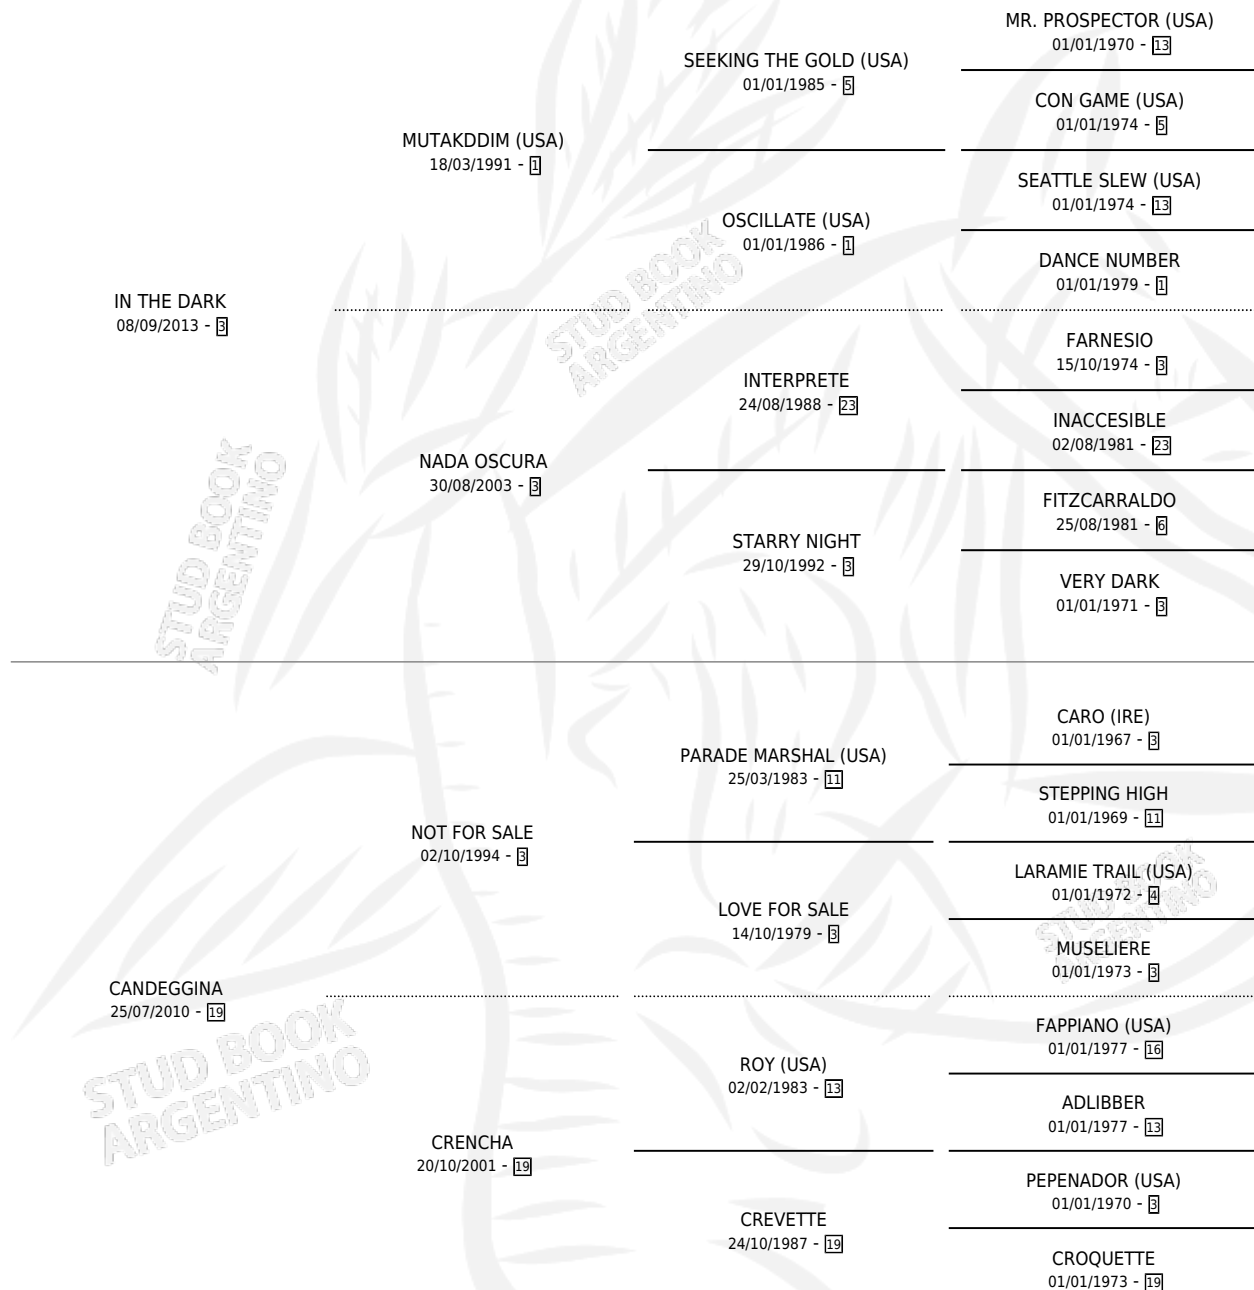 MR. PROSPECTOR (USA)
01/01/1970 - 13
SEEKING THE GOLD (USA)
01/01/1985 - 5
CON GAME (USA)
01/01/1974 - 5
MUTAKDDIM (USA)
18/03/1991 - 1
SEATTLE SLEW (USA)
01/01/1974 - 13
OSCILLATE (USA)
01/01/1986 - 1
DANCE NUMBER
01/01/1979 - 1
IN THE DARK
08/09/2013 - 3
STUD BOOK
ARGENTINO
FARNESIO
15/10/1974 - 3
INTERPRETE
24/08/1988 - 23
INACCESIBLE
02/08/1981 - 23
NADA OSCURA
30/08/2003 - 3
FITZCARRALDO
25/08/1981 - 6
STARRY NIGHT
29/10/1992 - 3
VERY DARK
01/01/1971 - 3
STUD BOOK
ARGENTINO
CARO (IRE)
01/01/1967 - 3
PARADE MARSHAL (USA)
25/03/1983 - 11
STEPPING HIGH
01/01/1969 - 11
NOT FOR SALE
02/10/1994 - 3
LARAMIE TRAIL (USA)
01/01/1972 - 4
STUD BOOK
ARGENTINO
LOVE FOR SALE
14/10/1979 - 3
MUSELIERE
01/01/1973 - 3
CANDEGGINA
25/07/2010 - 19
STUD BOOK
ARGENTINO
FAPPIANO (USA)
01/01/1977 - 16
ROY (USA)
02/02/1983 - 13
ADLIBBER
01/01/1977 - 13
CRENCHA
20/10/2001 - 19
PEPENADOR (USA)
01/01/1970 - 3
CREVETTE
24/10/1987 - 19
CROQUETTE
01/01/1973 - 19